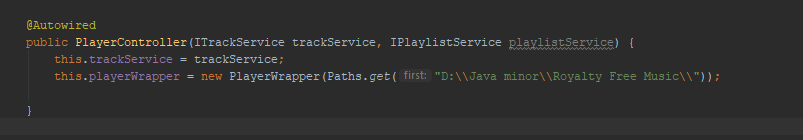 @Autowired
public PlayerController(ITrackService trackService, IPlaylistService playlistService) {
this.trackService = trackService;
this.playerWrapper = new PlayerWrapper(Paths.get( first: "D:\\Java minor\\Royalty Free Music\\"));
}